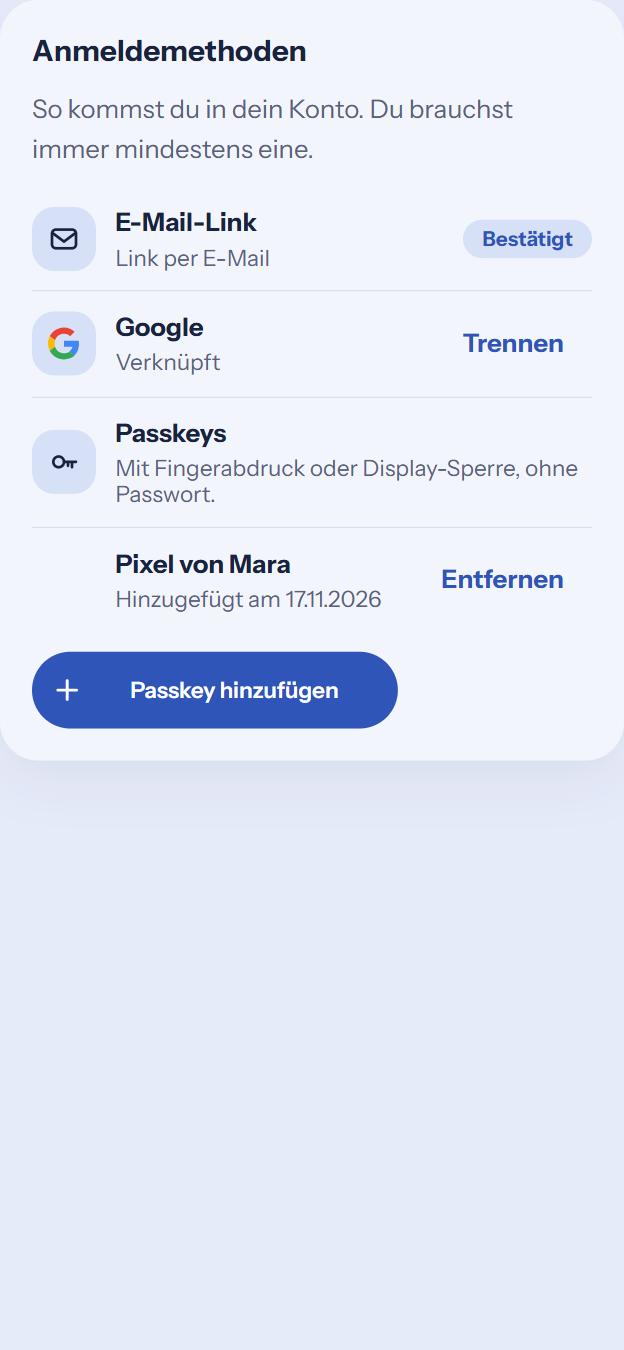 Anmeldemethoden
So kommst du in dein Konto. Du brauchst
immer mindestens eine.
E-Mail-Link
Link per E-Mail
Bestätigt
Google
Verknüpft
Trennen
Passkeys
Mit Fingerabdruck oder Display-Sperre, ohne
Passwort.
Pixel von Mara
Hinzugefügt am 17.11.2026
Entfernen
Passkey hinzufügen